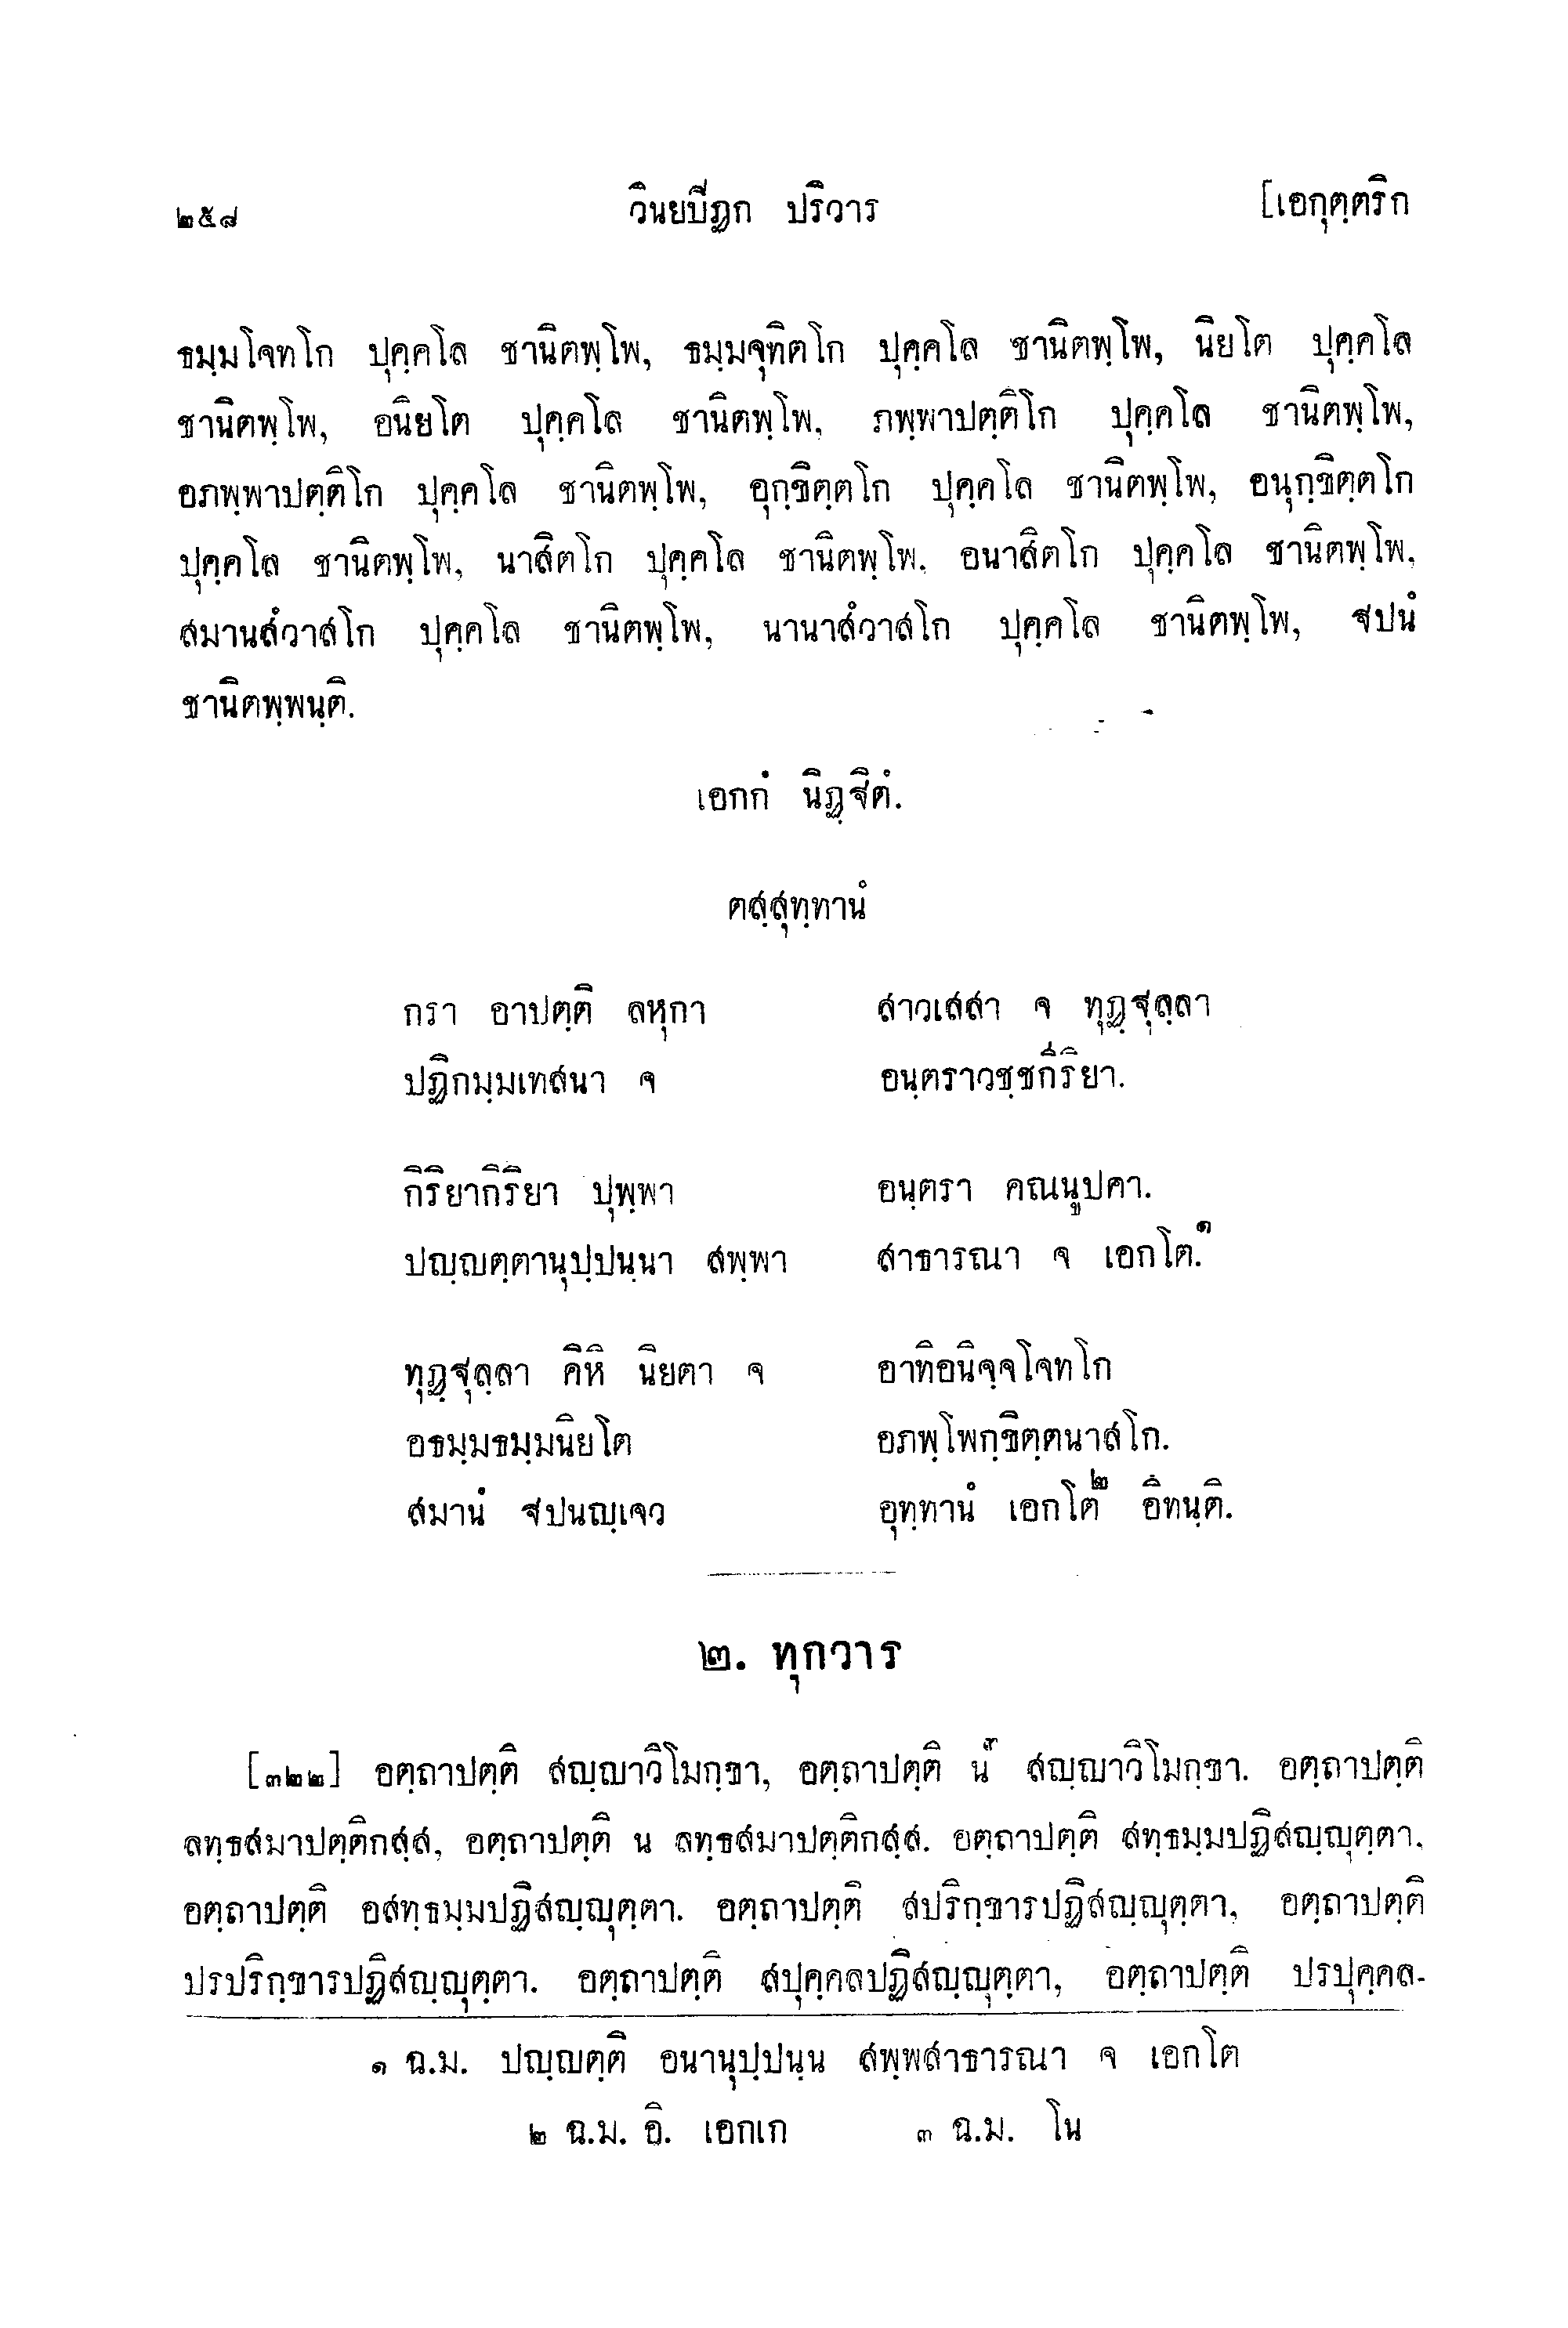 ๒๕๘ วินยปิฏก ปริวาร [เอกุตฺตริก
ธมฺมโจทโก ปุคฺคโล ชานิตพฺโพ, ธมฺมจุทิตโก ปุคฺคโล ชานิตพฺโพ, นิยโต ปุคฺคโล
ชานิตพฺโพ, อนิยโต ปุคฺคโล ชานิตพฺโพ, ภพฺพาปตฺติโก ปุคฺคโล ชานิตพฺโพ,
อภพฺพาปตฺติโก ปุคฺคโล ชานิตพฺโพ, อุกฺขิตฺตโก ปุคฺคโล ชานิตพฺโพ, อนุกฺขิตฺตโก
ปุคฺคโล ชานิตพฺโพ, นาสิตโก ปุคฺคโล ชานิตพฺโพ, อนาสิตโก ปุคฺคโล ชานิตพฺโพ,
สมานสํวาสโก ปุคฺคโล ชานิตพฺโพ, นานาสํวาสโก ปุคฺคโล ชานิตพฺโพ, ฐปนํ
ชานิตพฺพนฺติ.
เอกกํ นิฏฺฐิตํ.
ตสฺสุทฺทานํ
กรา อาปตฺติ ลหุกา สาวเสสา จ ทุฏฺฐุลฺลา
ปฏิกมฺมเทสนา จ อนฺตราวชฺชกิริยา.
กิริยากิริยา ปุพฺพา อนฺตรา คณนูปคา.
ปญฺญตฺตานุปฺปนฺนา สพฺพา สาธารณา จ เอกโต.๑
ทุฏฺฐุลฺลา คิหิ นิยตา จ อาทิอนิจฺจโจทโก
อธมฺมธมฺมนิยโต อภพฺโพกฺขิตฺตนาสโก.
สมานํ ฐปนญฺเจว อุทฺทานํ เอกโต๒ อิทนฺติ.
๒. ทุกวาร
[๓๒๒] อตฺถาปตฺติ สญฺญาวิโมกฺขา, อตฺถาปตฺติ น๓ สญฺญาวิโมกฺขา. อตฺถาปตฺติ
ลทฺธสมาปตฺติกสฺส, อตฺถาปตฺติ น ลทฺธสมาปตฺติกสฺส. อตฺถาปตฺติ สทฺธมฺมปฏิสญฺญุตฺตา,
อตฺถาปตฺติ อสทฺธมฺมปฏิสญฺญุตฺตา. อตฺถาปตฺติ สปริกฺขารปฏิสญฺญุตฺตา, อตฺถาปตฺติ
ปรปริกฺขารปฏิสญฺญุตฺตา. อตฺถาปตฺติ สปุคฺคลปฏิสญฺญุตฺตา, อตฺถาปตฺติ ปรปุคฺคล-
๑ ฉ.ม. ปญฺญตฺติ อนานุปฺปนฺน สพฺพสาธารณา จ เอกโต
๒ ฉ.ม. อิ. เอกเก ๓ ฉ.ม. โน